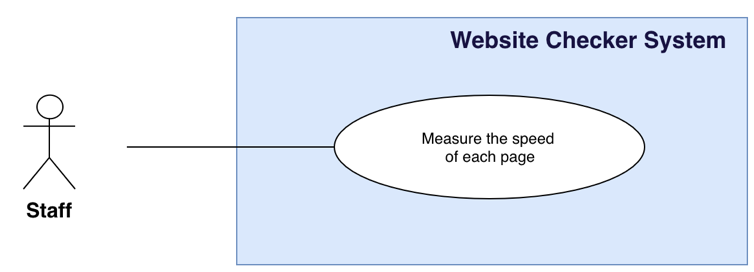 Website Checker System
Measure the speed
of each page
Staff